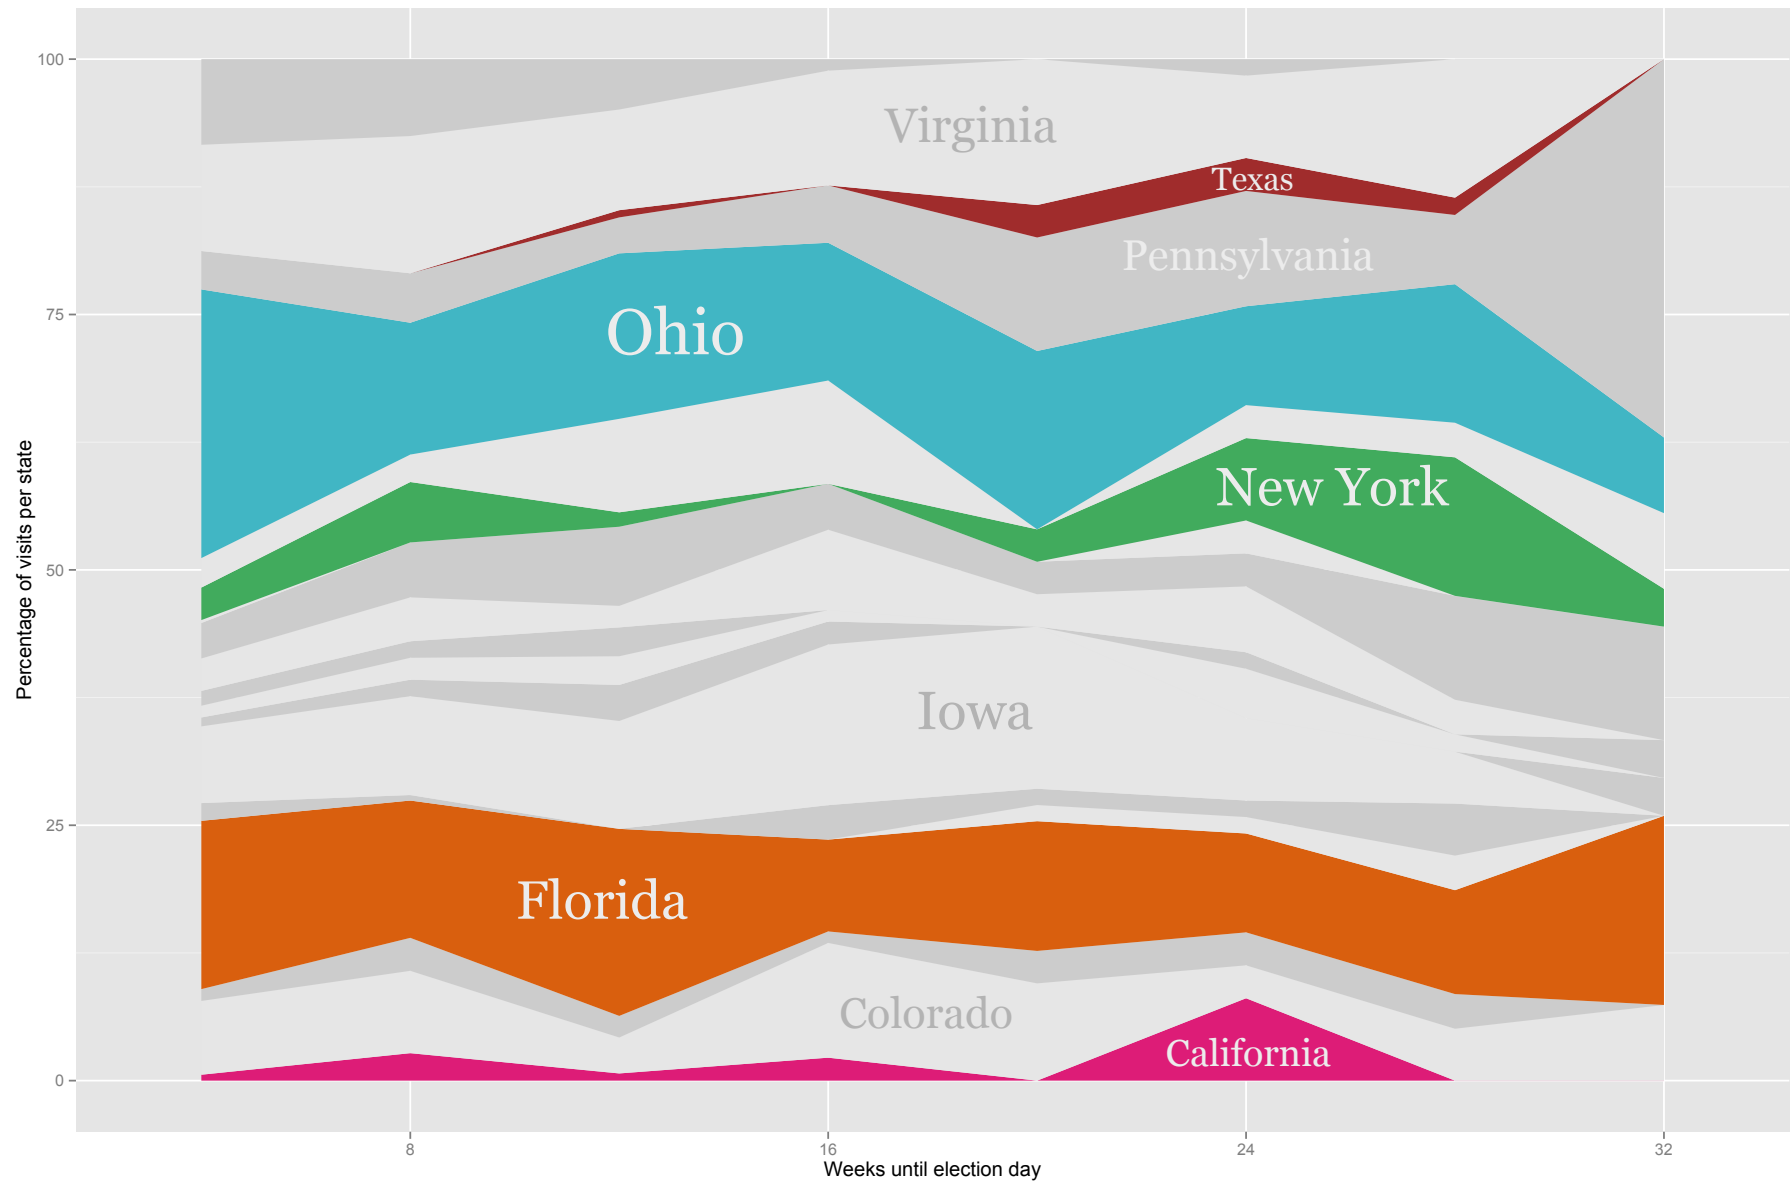 100
75
50
25
0
Percentage of visits per state
Virginia
Texas
Pennsylvania
Ohio
New York
Iowa
Florida
Colorado
California
8
16
24
32
Weeks until election day